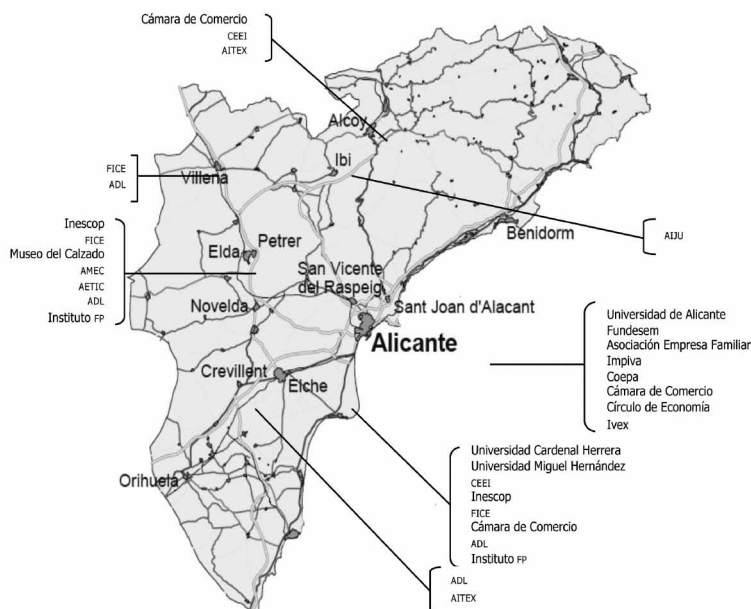 Cámara de Comercio
CEEI
AITEX
Alcoy
Ibi
FICE
ADL
Villena
Benidorm
AIJU
Inescop
FICE
Museo del Calzado
AMEC
AETIC
ADL
Instituto FP
Elda
Petrer
San Vicente
del Raspeig
Novelda
Sant Joan d'Alacant
Alicante
Universidad de Alicante
Fundesem
Asociación Empresa Familiar
Impiva
Coepa
Cámara de Comercio
Círculo de Economía
Ivex
Crevillent
Elche
Orihuela
Universidad Cardenal Herrera
Universidad Miguel Hernández
CEEI
Inescop
FICE
Cámara de Comercio
ADL
Instituto FP
ADL
AITEX